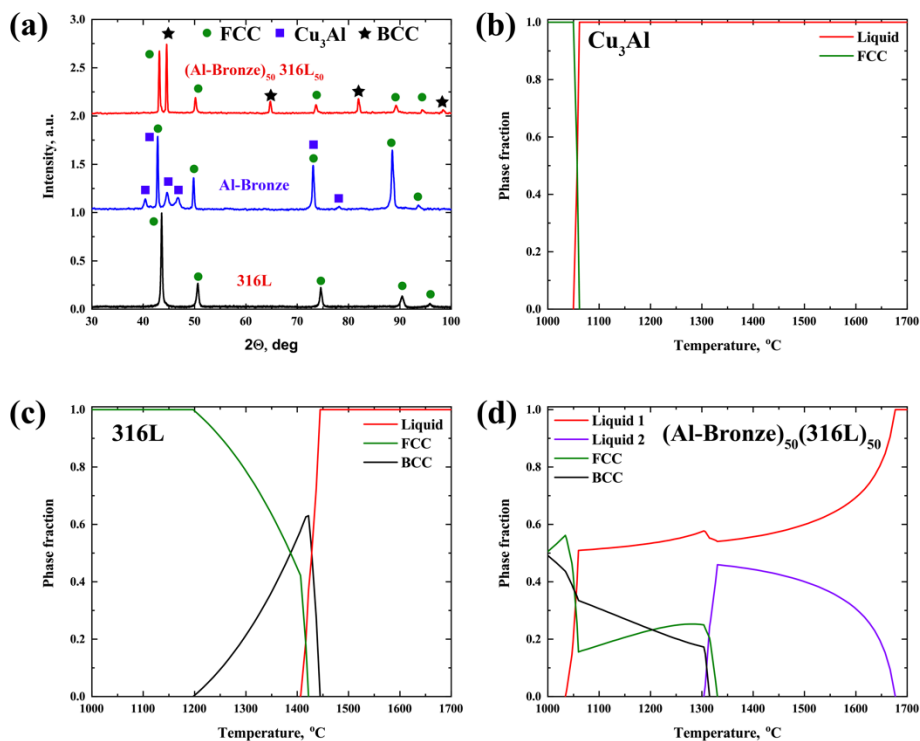 (a)
FCC
Cu₃Al
BCC
(Al-Bronze)₅₀ 316L₅₀
Al-Bronze
316L
Intensity, a.u.
3.0
2.5
2.0
1.5
1.0
0.5
0.0
30 40 50 60 70 80 90 100
2Θ, deg
(b)
Cu₃Al
Liquid
FCC
Phase fraction
1.0
0.8
0.6
0.4
0.2
0.0
1000 1100 1200 1300 1400 1500 1600 1700
Temperature, °C
(c)
316L
Liquid
FCC
BCC
Phase fraction
1.0
0.8
0.6
0.4
0.2
0.0
1000 1100 1200 1300 1400 1500 1600 1700
Temperature, °C
(d)
Liquid 1
Liquid 2
FCC
BCC
(Al-Bronze)₅₀(316L)₅₀
Phase fraction
1.0
0.8
0.6
0.4
0.2
0.0
1000 1100 1200 1300 1400 1500 1600 1700
Temperature, °C